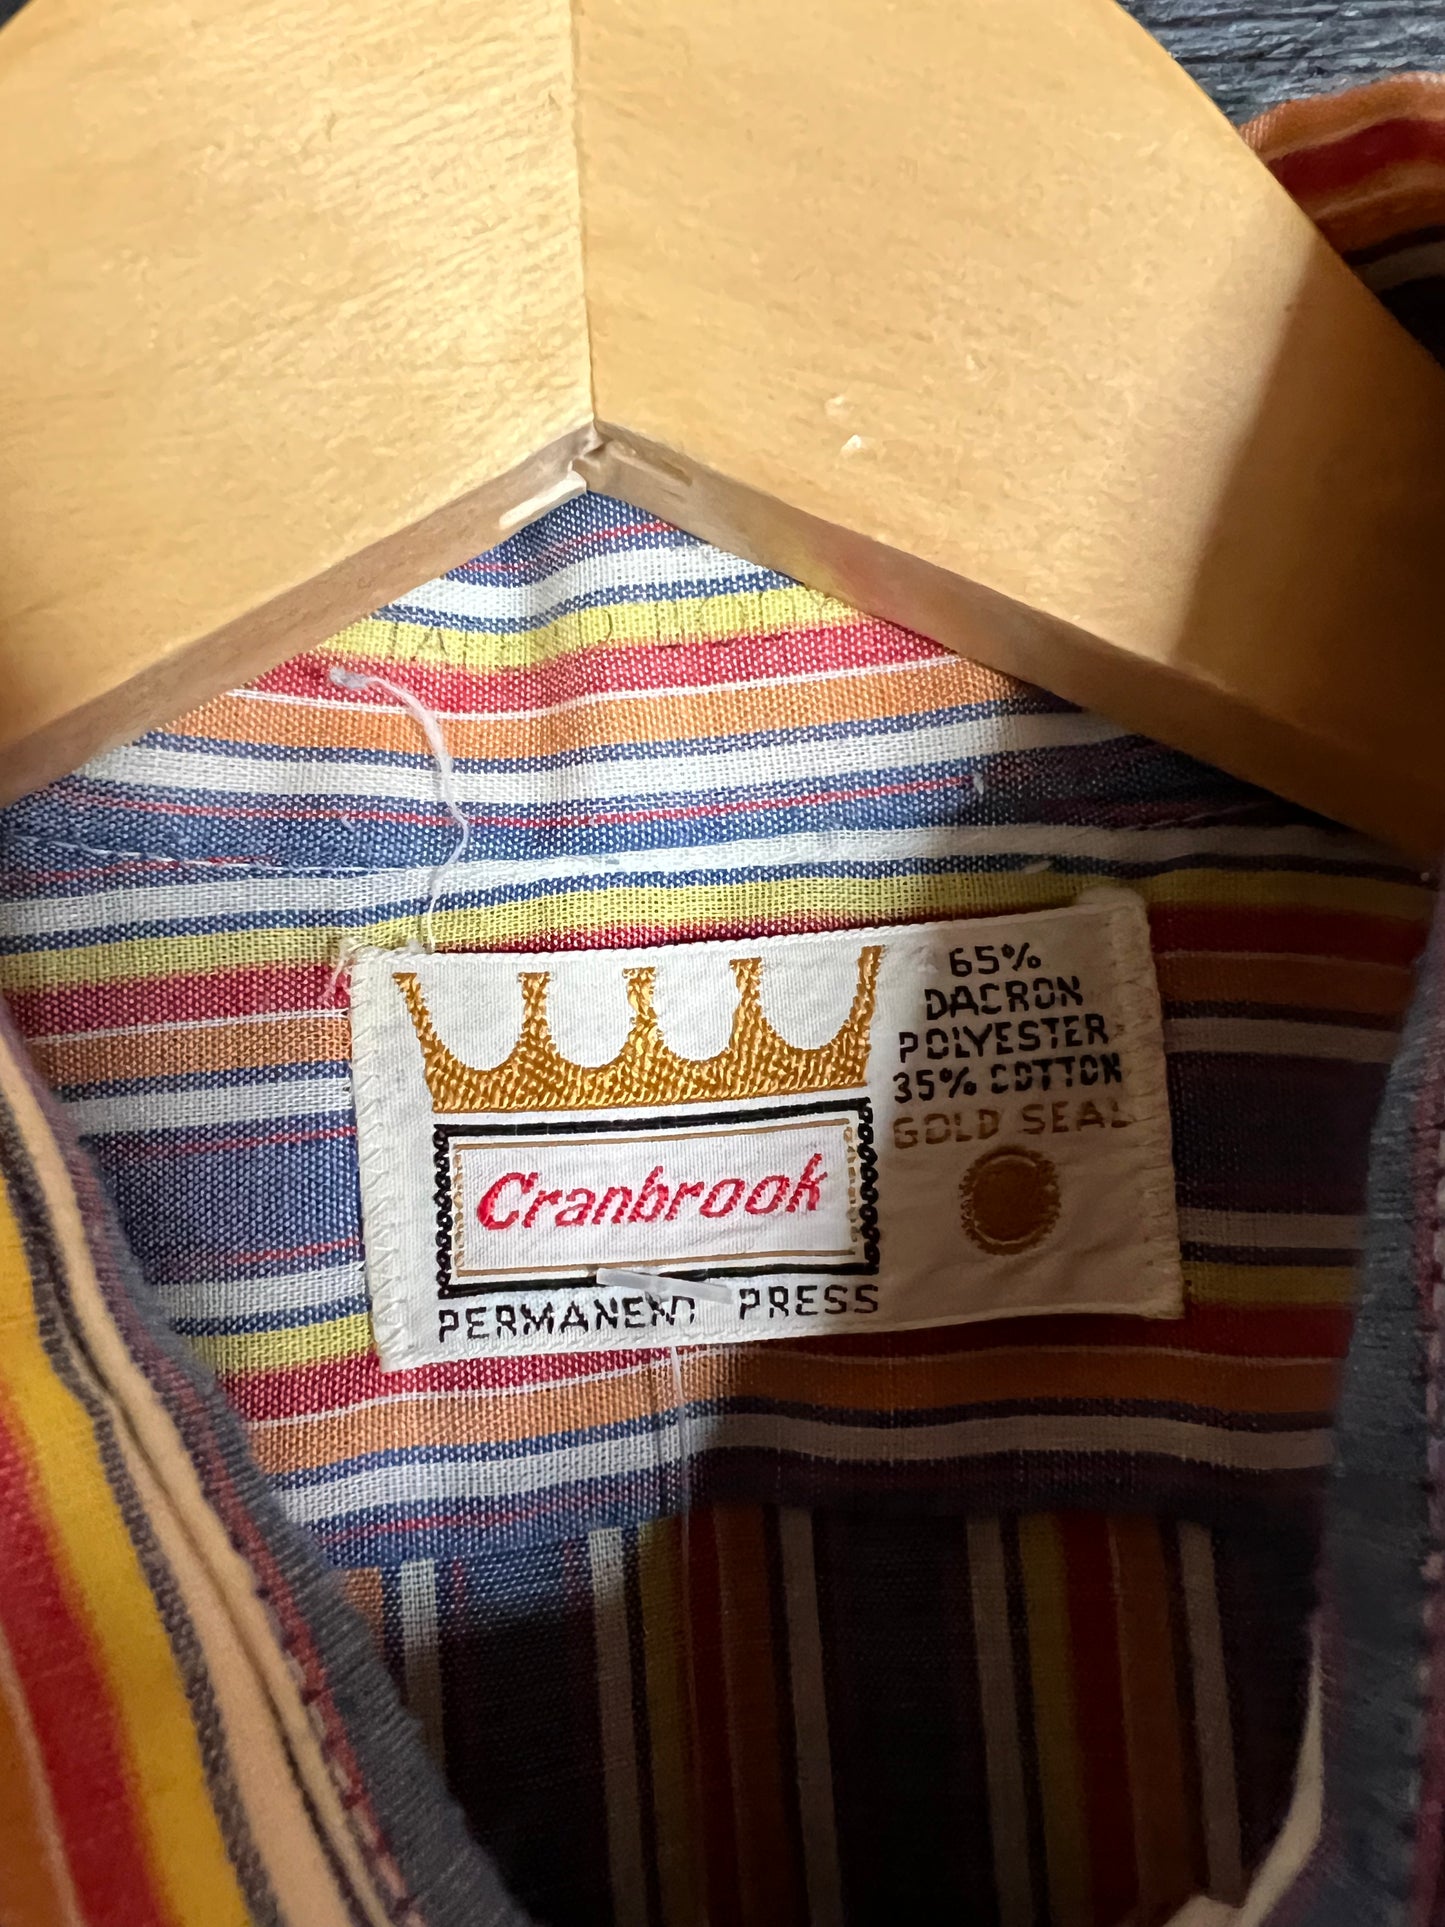 65%
DACRON
POLYESTER
35% COTTON
GOLD SEAL
Cranbrook
PERMANENT PRESS